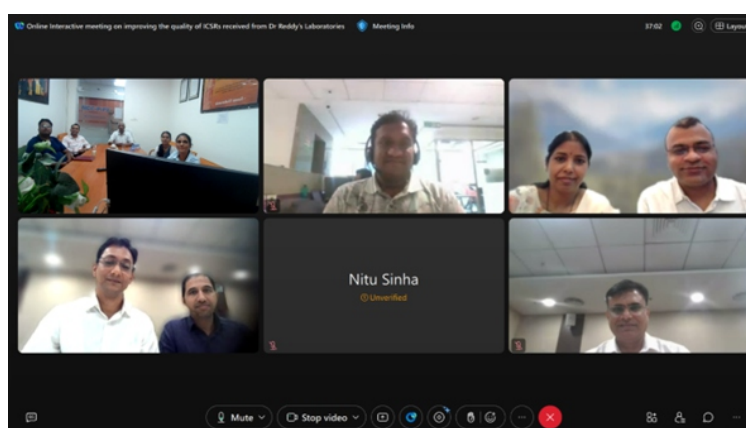 Online Interactive meeting on improving the quality of ICSRs received from Dr Reddy's Laboratories
Meeting Info
37:02
Layou
Nitu Sinha
Unverified
Mute
Stop video